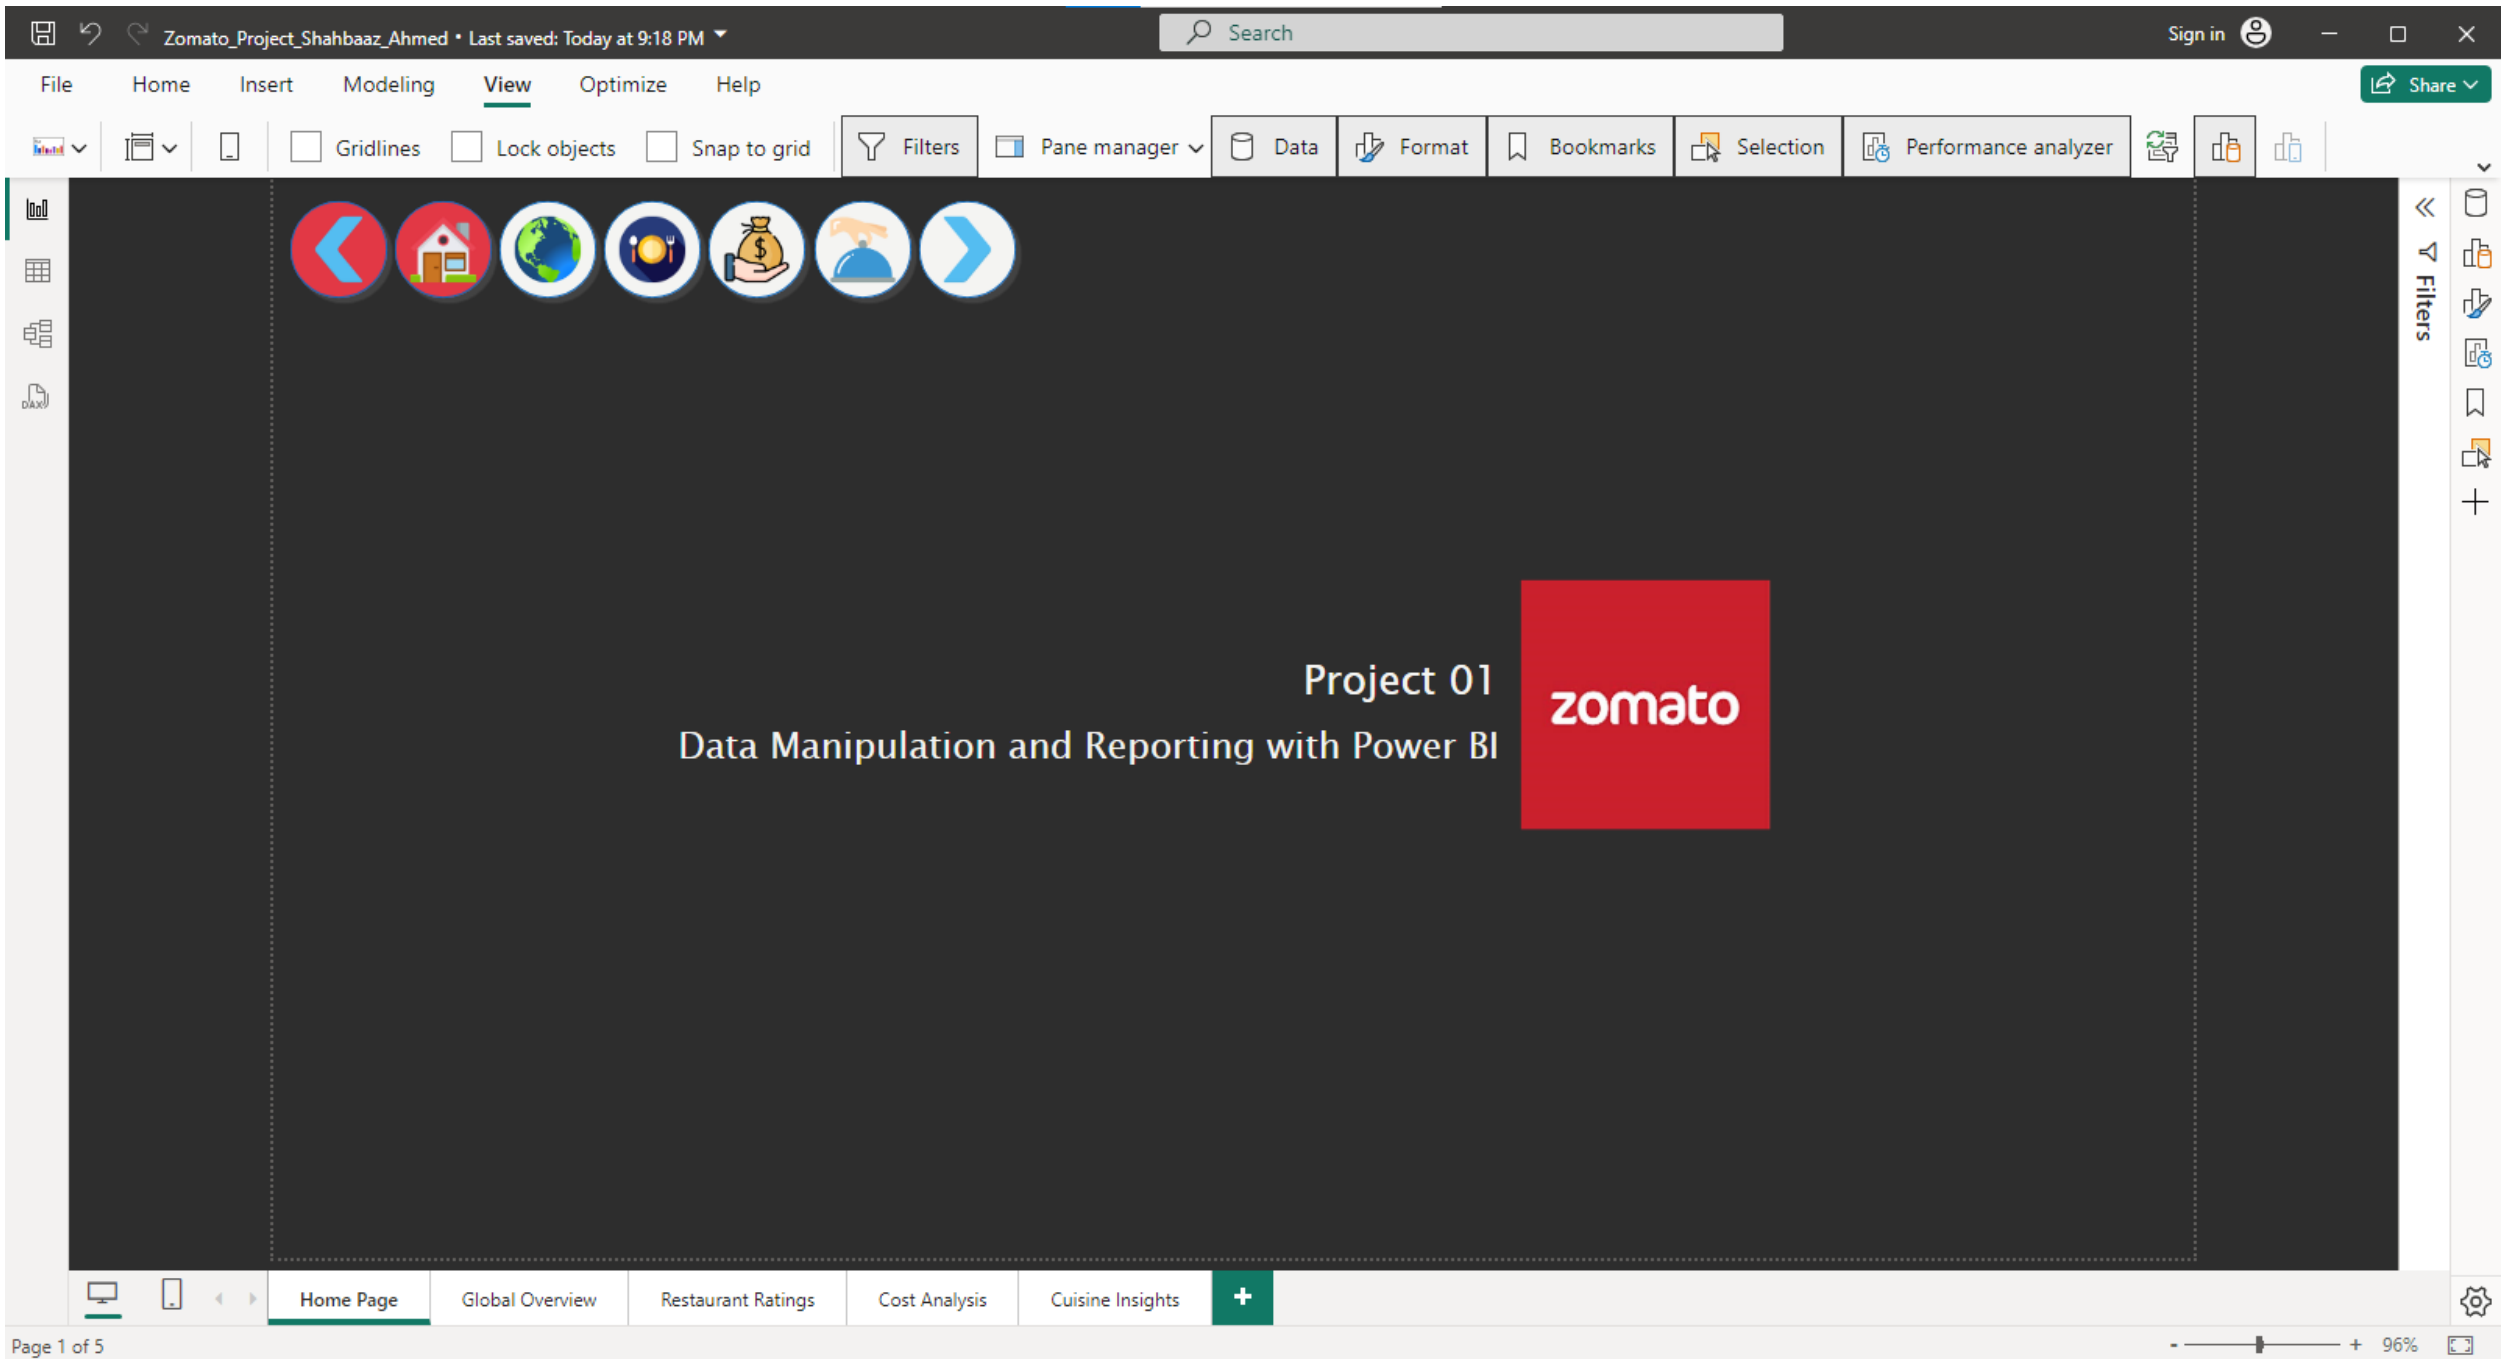 Zomato_Project_Shahbaaz_Ahmed • Last saved: Today at 9:18 PM
Search
Sign in
File Home Insert Modeling View Optimize Help
Share
Gridlines Lock objects Snap to grid Filters Pane manager Data Format Bookmarks Selection Performance analyzer
Filters
DAX
$
Project 01
Data Manipulation and Reporting with Power BI
zomato
Home Page Global Overview Restaurant Ratings Cost Analysis Cuisine Insights +
Page 1 of 5
- + 96%